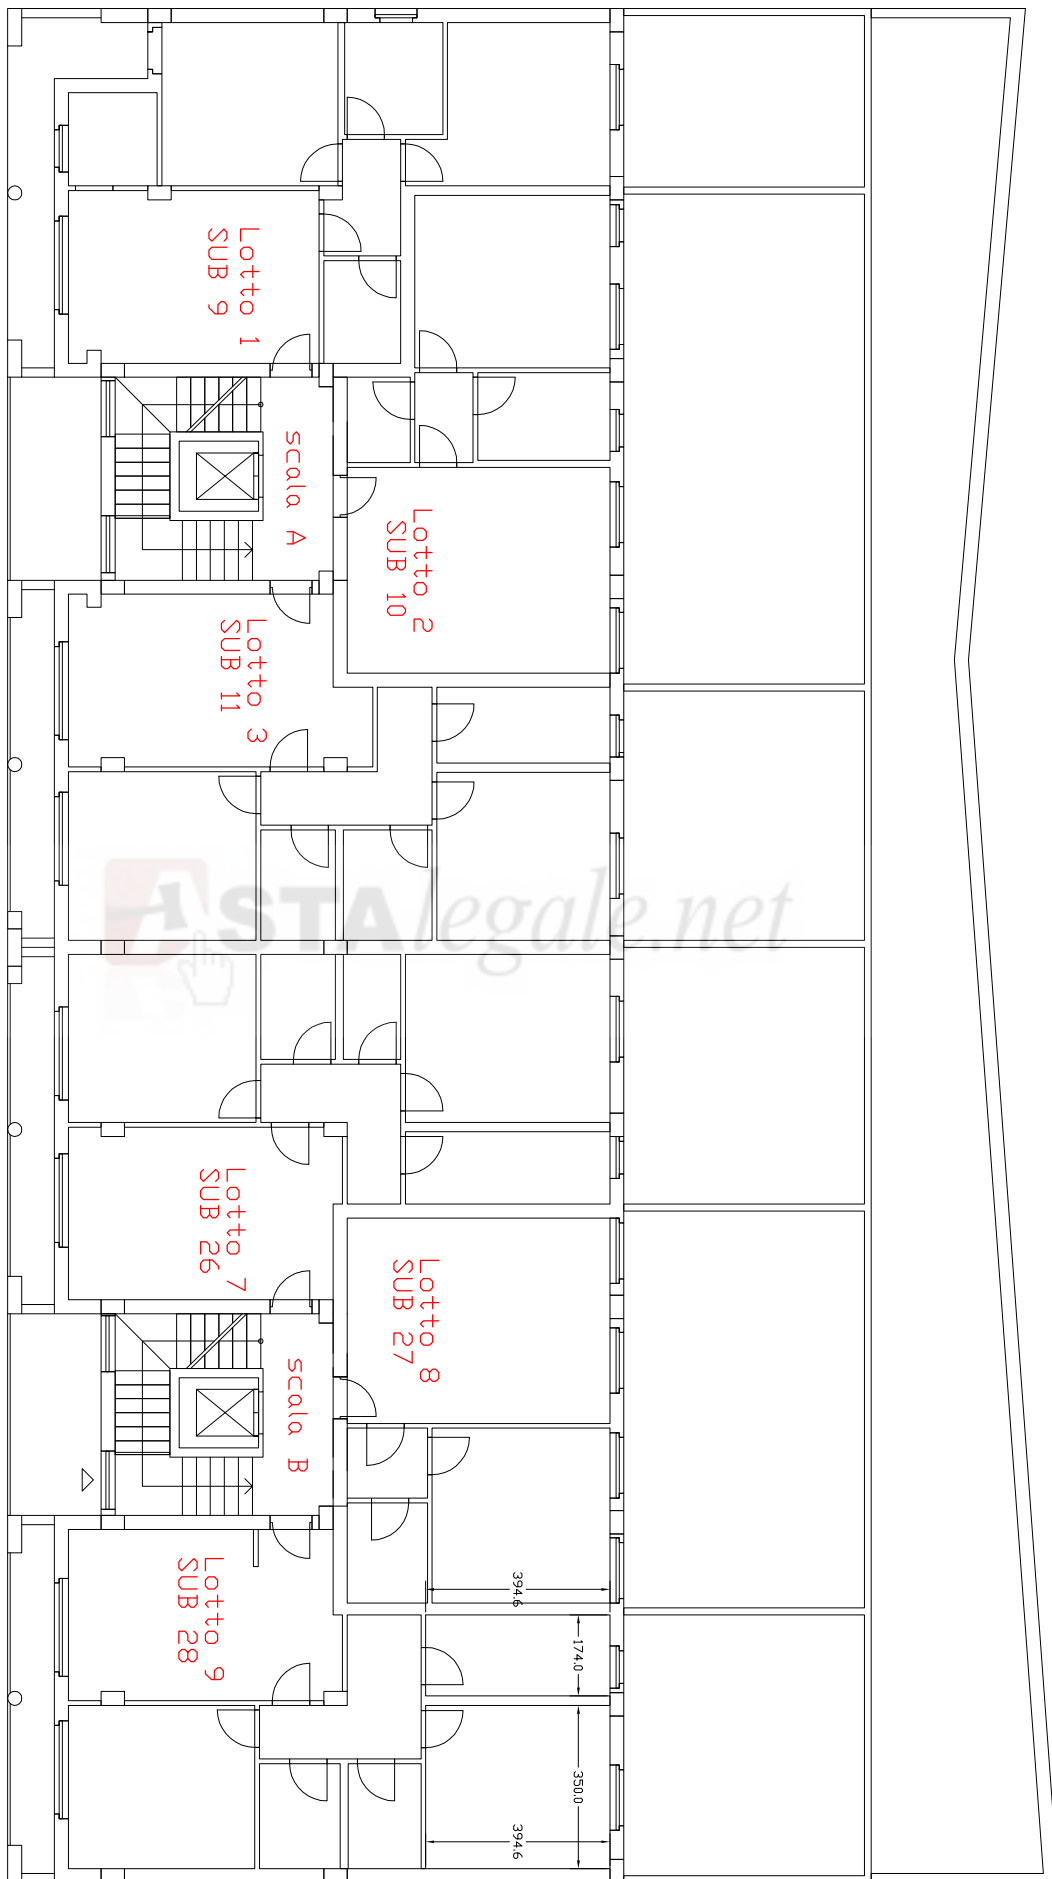 Lotto 1
SUB 9
scala A
Lotto 2
SUB 10
Lotto 3
SUB 11
ASTAlegale.net
Lotto 7
SUB 26
Lotto 8
SUB 27
scala B
Lotto 9
SUB 28
394.6
174.0
350.0
394.6